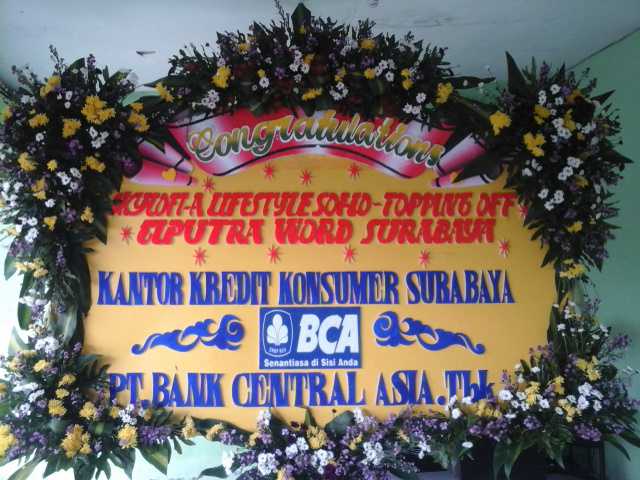 Congratulations
SKYLOFT-A LIFESTYLE SOHO-TOPPING OFF
CIPUTRA WORD SURABAYA
KANTOR KREDIT KONSUMER SURABAYA
BCA
Senantiasa di Sisi Anda
PT. BANK CENTRAL ASIA.Tbk